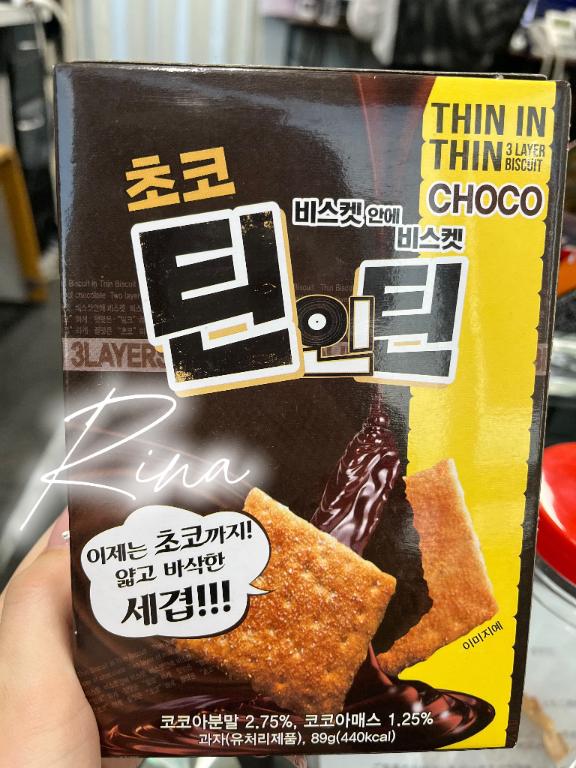 THIN IN
THIN 3 LAYER
BISCUIT
CHOCO
초코
비스켓 안에
비스켓
틴인틴
3LAYERS
Rina
이제는 초코까지!
얇고 바삭한
세겹!!!
이미지예
코코아분말 2.75%, 코코아매스 1.25%
과자(유처리제품), 89g(440kcal)